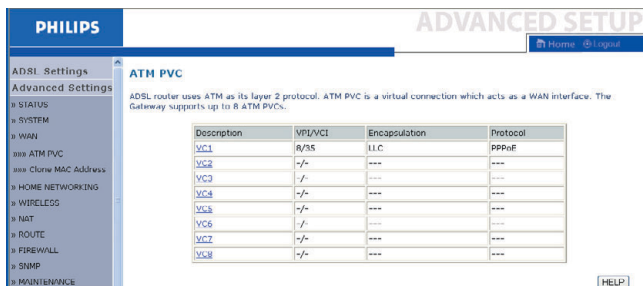 PHILIPS
ADVANCED SETUP
Home Logout
ADSL Settings
Advanced Settings
» STATUS
» SYSTEM
» WAN
»»» ATM PVC
»»» Clone MAC Address
» HOME NETWORKING
» WIRELESS
» NAT
» ROUTE
» FIREWALL
» SNMP
» MAINTENANCE
ATM PVC
ADSL router uses ATM as its layer 2 protocol. ATM PVC is a virtual connection which acts as a WAN interface. The
Gateway supports up to 8 ATM PVCs.
Description VPI/VCI Encapsulation Protocol
VC1 8/35 LLC PPPoE
VC2 -/- --- ---
VC3 -/- --- ---
VC4 -/- --- ---
VC5 -/- --- ---
VC6 -/- --- ---
VC7 -/- --- ---
VC8 -/- --- ---
HELP